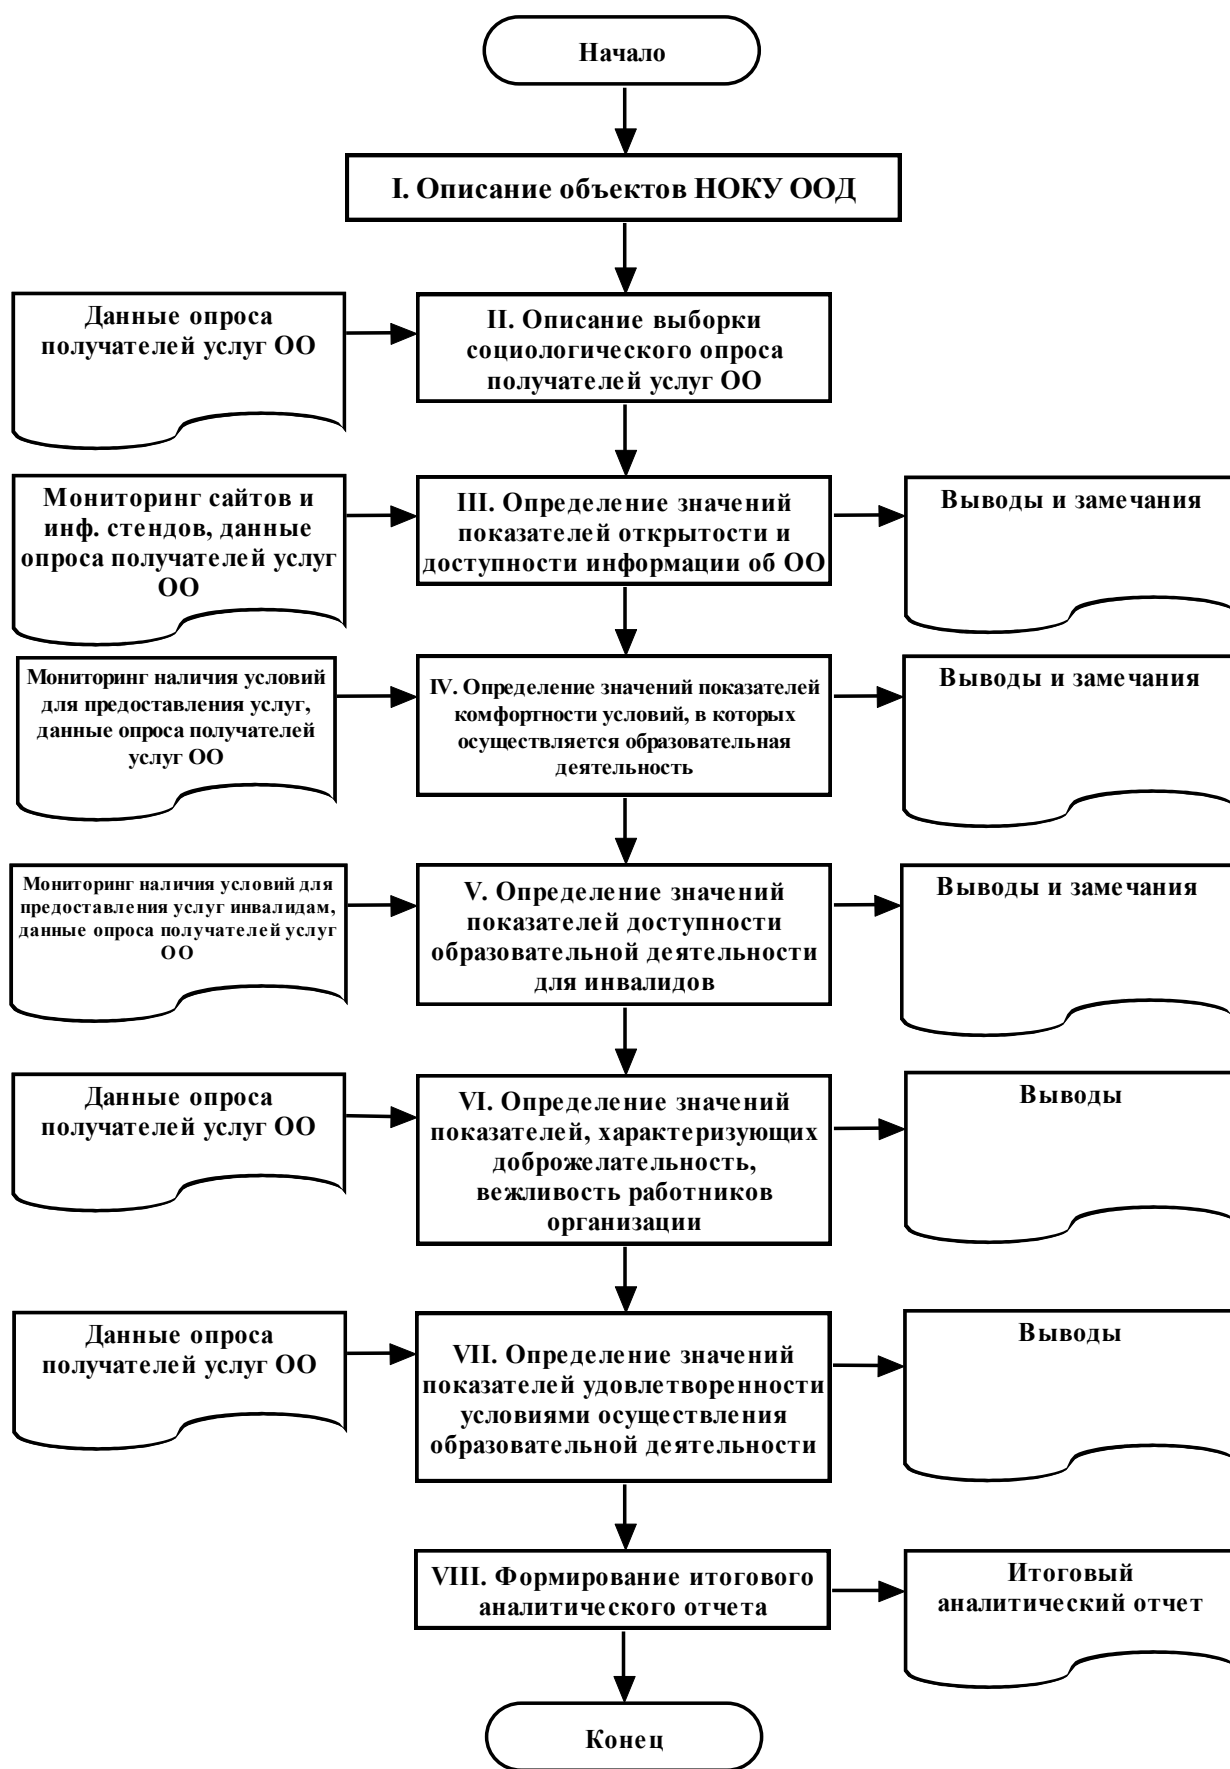 Начало
I. Описание объектов НОКУ ООД
Данные опроса
получателей услуг ОО
II. Описание выборки
социологического опроса
получателей услуг ОО
Мониторинг сайтов и
инф. стендов, данные
опроса получателей услуг
ОО
III. Определение значений
показателей открытости и
доступности информации об ОО
Выводы и замечания
Мониторинг наличия условий
для предоставления услуг,
данные опроса получателей
услуг ОО
IV. Определение значений показателей
комфортности условий, в которых
осуществляется образовательная
деятельность
Выводы и замечания
Мониторинг наличия условий для
предоставления услуг инвалидам,
данные опроса получателей услуг
ОО
V. Определение значений
показателей доступности
образовательной деятельности
для инвалидов
Выводы и замечания
Данные опроса
получателей услуг ОО
VI. Определение значений
показателей, характеризующих
доброжелательность,
вежливость работников
организации
Выводы
Данные опроса
получателей услуг ОО
VII. Определение значений
показателей удовлетворенности
условиями осуществления
образовательной деятельности
Выводы
VIII. Формирование итогового
аналитического отчета
Итоговый
аналитический отчет
Конец